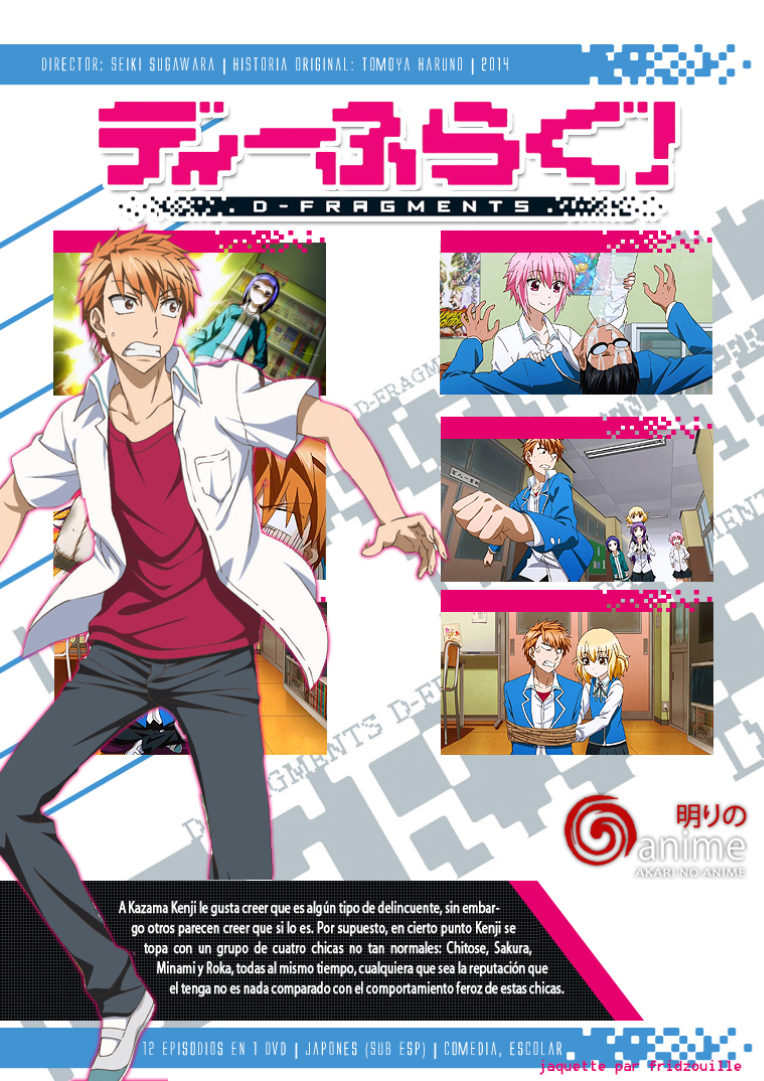 DIRECTOR: SEIKI SUGAWARA | HISTORIA ORIGINAL: TOMOYA HARUNO | 2014
ディーふらぐ!
D-FRAGMENTS
D-FRAGMENTS D-FRAGMENTS
明りの
anime
AKARI NO ANIME
A Kazama Kenji le gusta creer que es algún tipo de delincuente, sin embar-
go otros parecen creer que si lo es. Por supuesto, en cierto punto Kenji se
topa con un grupo de cuatro chicas no tan normales: Chitose, Sakura,
Minami y Roka, todas al mismo tiempo, cualquiera que sea la reputación que
el tenga no es nada comparado con el comportamiento feroz de estas chicas.
12 EPISODIOS EN 1 DVD | JAPONES (SUB ESP) | COMEDIA, ESCOLAR
jaquette par fridzouille